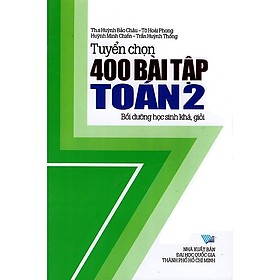 Th.s Huỳnh Bảo Châu - Tô Hoài Phong
Huỳnh Minh Chiến - Trần Huỳnh Thống
Tuyển chọn
400 BÀI TẬP
TOÁN 2
Bồi dưỡng học sinh khá, giỏi
NHÀ XUẤT BẢN
ĐẠI HỌC QUỐC GIA
THÀNH PHỐ HỒ CHÍ MINH